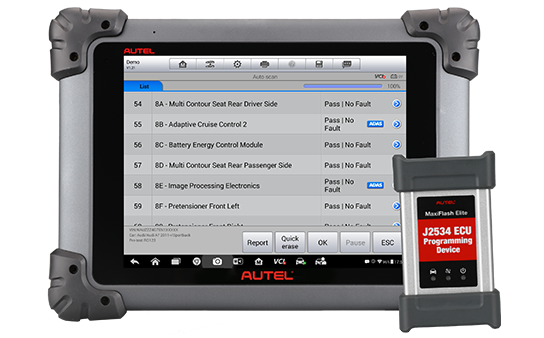 AUTEL
Demo
Auto scan
VCI
List
100%
54 8A - Multi Contour Seat Rear Driver Side Pass | No Fault
55 8B - Adaptive Cruise Control 2 Pass | No Fault ADAS
56 8C - Battery Energy Control Module Pass | No Fault
57 8D - Multi Contour Seat Rear Passenger Side Pass | No Fault
58 8E - Image Processing Electronics Pass | No Fault ADAS
59 8F - Pretensioner Front Left Pass | No Fault
Report
Quick erase
OK
Pause
ESC
VCI
AUTEL
AUTEL
MaxiFlash Elite
J2534 ECU
Programming
Device